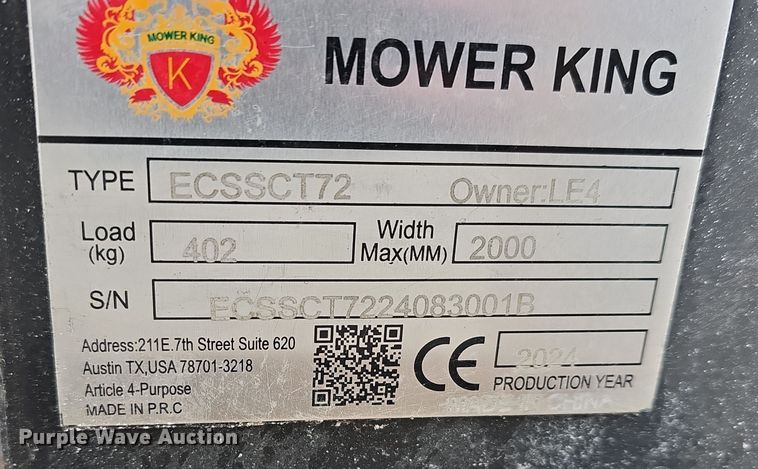 MOWER KING
K
MOWER KING
TYPE ECSSCT72 Owner:LE4
Load (kg) 402 Width Max(MM) 2000
S/N ECSSCT7224083001B
Address:211E.7th Street Suite 620
Austin TX,USA 78701-3218
Article 4-Purpose
MADE IN P.R.C
CE
2024
PRODUCTION YEAR
Purple Wave Auction